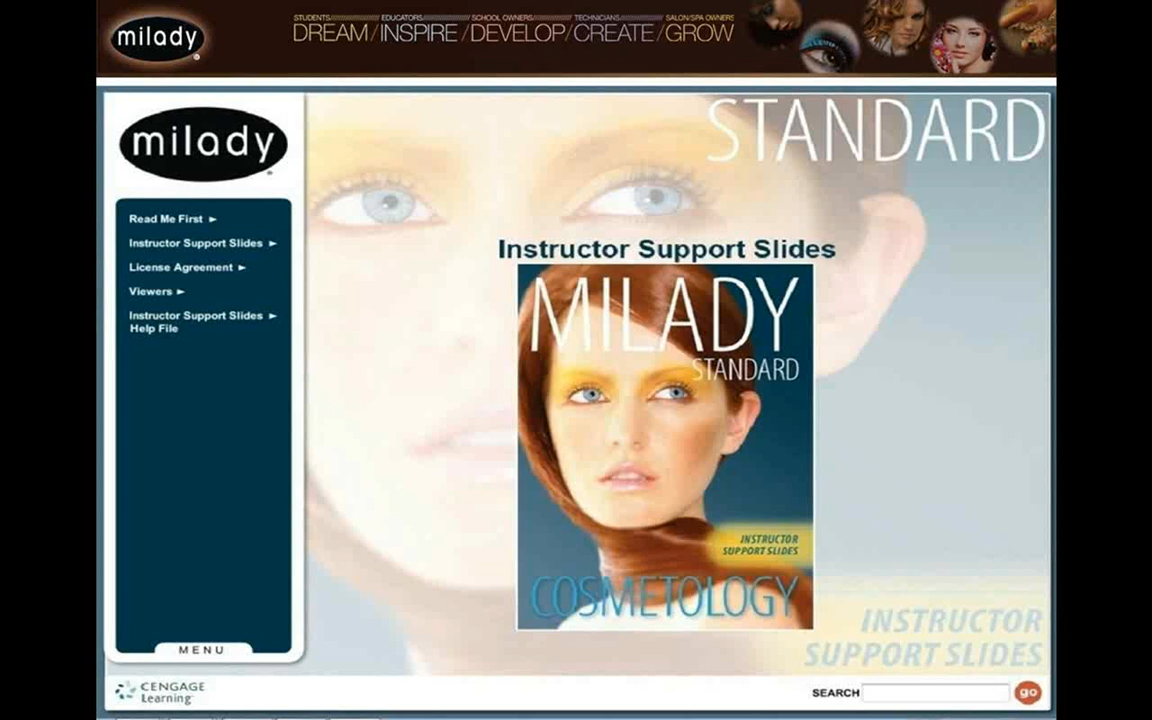 milady
STUDENTS EDUCATORS SCHOOL OWNERS TECHNICIANS SALON/SPA OWNERS
DREAM/INSPIRE/DEVELOP/CREATE/GROW
STANDARD
milady
Read Me First ►
Instructor Support Slides ►
License Agreement ►
Viewers ►
Instructor Support Slides ►
Help File
MENU
Instructor Support Slides
MILADY
STANDARD
INSTRUCTOR
SUPPORT SLIDES
COSMETOLOGY
INSTRUCTOR
SUPPORT SLIDES
CENGAGE
Learning
SEARCH go